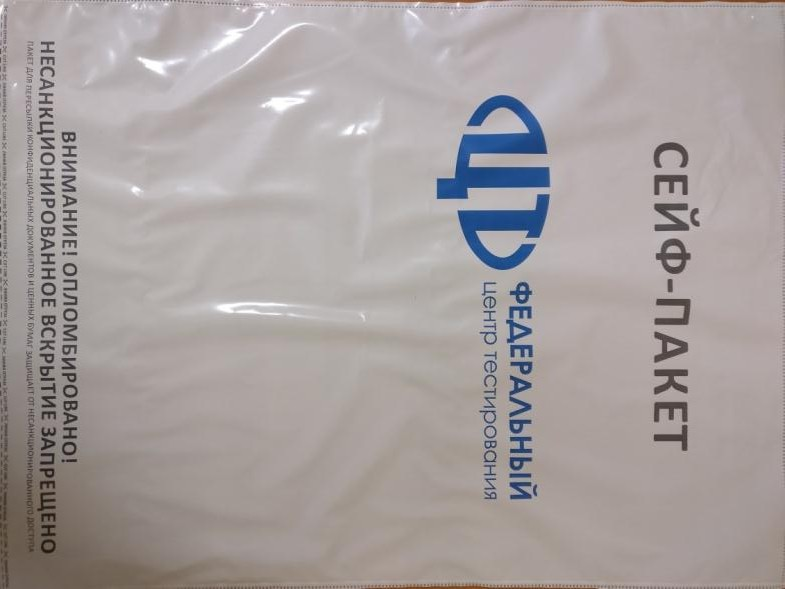 СЕЙФ-ПАКЕТ
ЦТ
ФЕДЕРАЛЬНЫЙ
центр тестирования
ВНИМАНИЕ! ОПЛОМБИРОВАНО!
НЕСАНКЦИОНИРОВАННОЕ ВСКРЫТИЕ ЗАПРЕЩЕНО
ПАКЕТ ДЛЯ ПЕРЕСЫЛКИ КОНФИДЕНЦИАЛЬНЫХ ДОКУМЕНТОВ И ЦЕННЫХ БУМАГ ЗАЩИЩАЕТ ОТ НЕСАНКЦИОНИРОВАННОГО ДОСТУПА